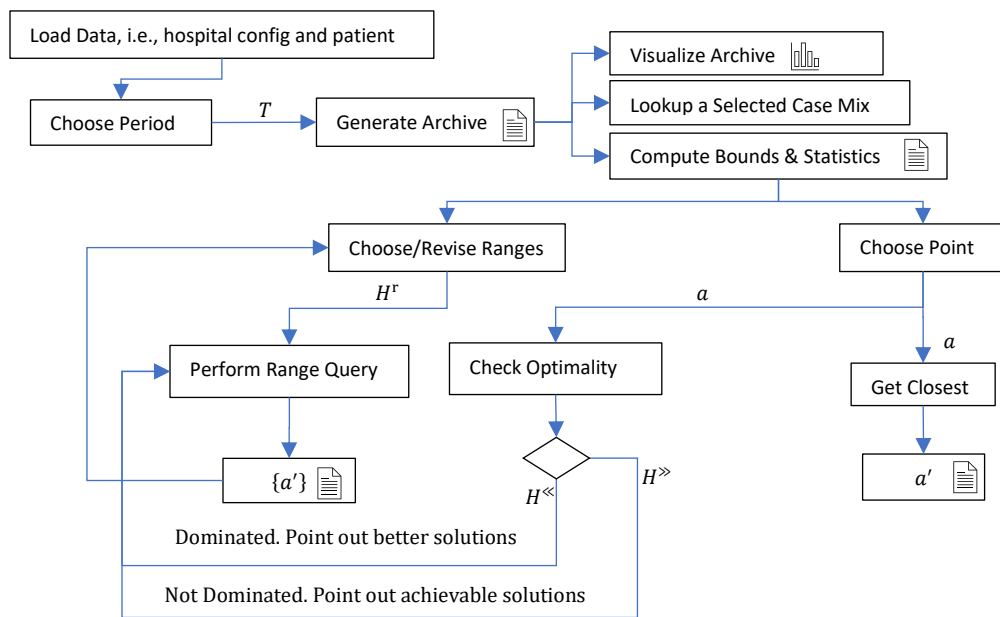 Load Data, i.e., hospital config and patient
Visualize Archive
Choose Period
T
Generate Archive
Lookup a Selected Case Mix
Compute Bounds & Statistics
Choose/Revise Ranges
Choose Point
Hʳ
a
a
Perform Range Query
Check Optimality
Get Closest
{a′}
H≪
H≫
a′
Dominated. Point out better solutions
Not Dominated. Point out achievable solutions